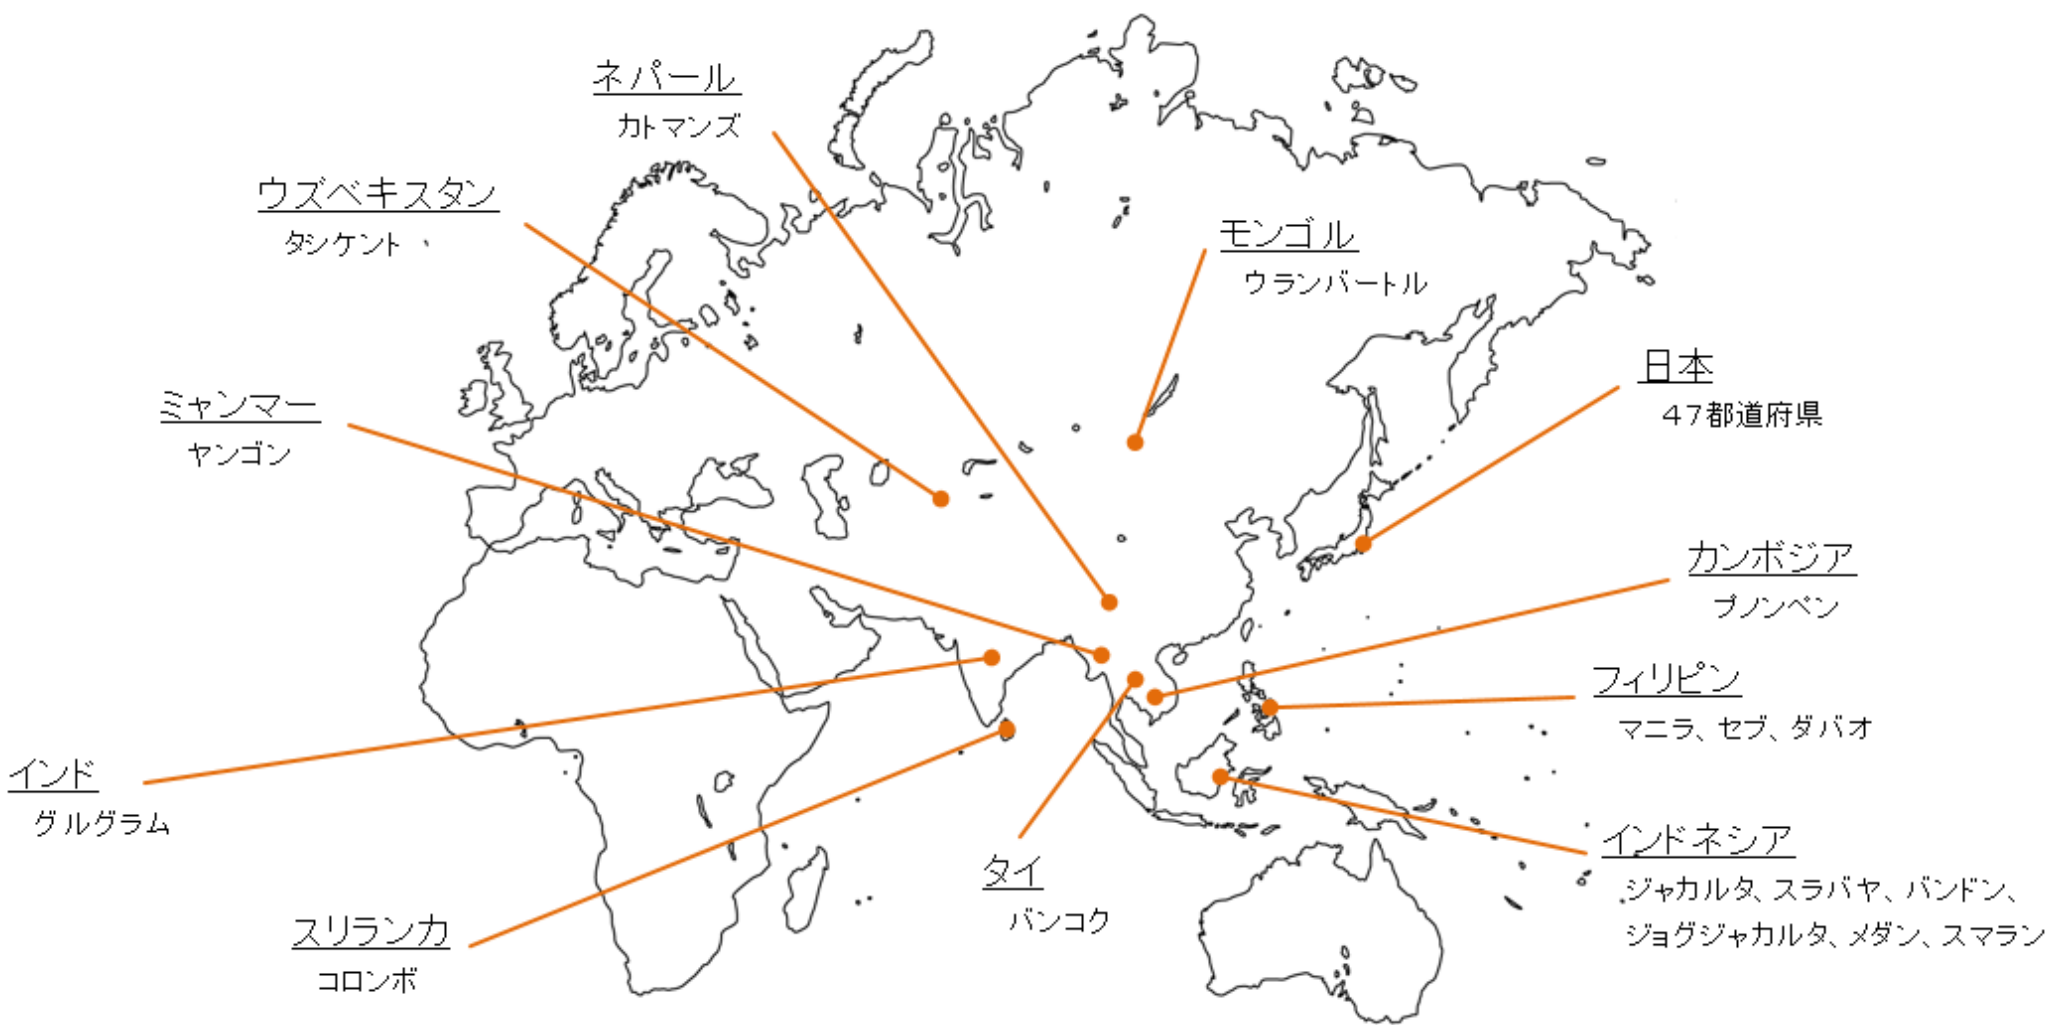 ネパール
カトマンズ
ウズベキスタン
タシケント
モンゴル
ウランバートル
日本
47都道府県
ミャンマー
ヤンゴン
カンボジア
プノンペン
フィリピン
マニラ、セブ、ダバオ
インド
グルグラム
インドネシア
ジャカルタ、スラバヤ、バンドン、
ジョグジャカルタ、メダン、スマラン
タイ
バンコク
スリランカ
コロンボ